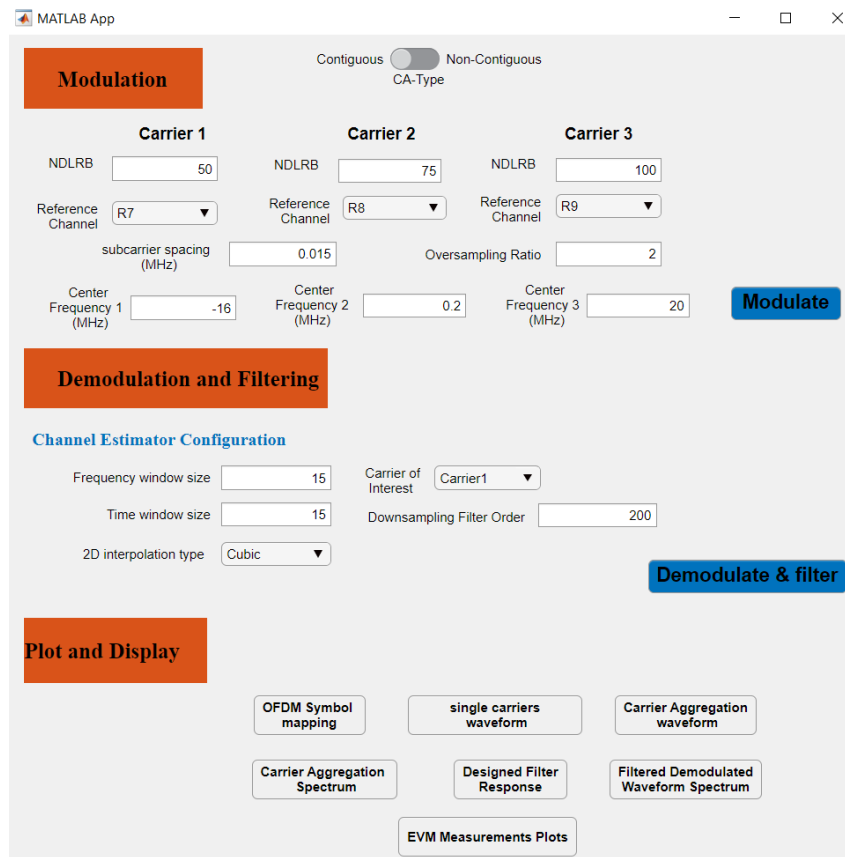 MATLAB App
Modulation
Contiguous Non-Contiguous
CA-Type
Carrier 1 Carrier 2 Carrier 3
NDLRB 50 NDLRB 75 NDLRB 100
Reference
Channel R7
Reference
Channel R8
Reference
Channel R9
subcarrier spacing
(MHz) 0.015
Oversampling Ratio 2
Center
Frequency 1
(MHz) -16
Center
Frequency 2
(MHz) 0.2
Center
Frequency 3
(MHz) 20
Modulate
Demodulation and Filtering
Channel Estimator Configuration
Frequency window size 15
Carrier of
Interest Carrier1
Time window size 15
Downsampling Filter Order 200
2D interpolation type Cubic
Demodulate & filter
Plot and Display
OFDM Symbol
mapping
single carriers
waveform
Carrier Aggregation
waveform
Carrier Aggregation
Spectrum
Designed Filter
Response
Filtered Demodulated
Waveform Spectrum
EVM Measurements Plots